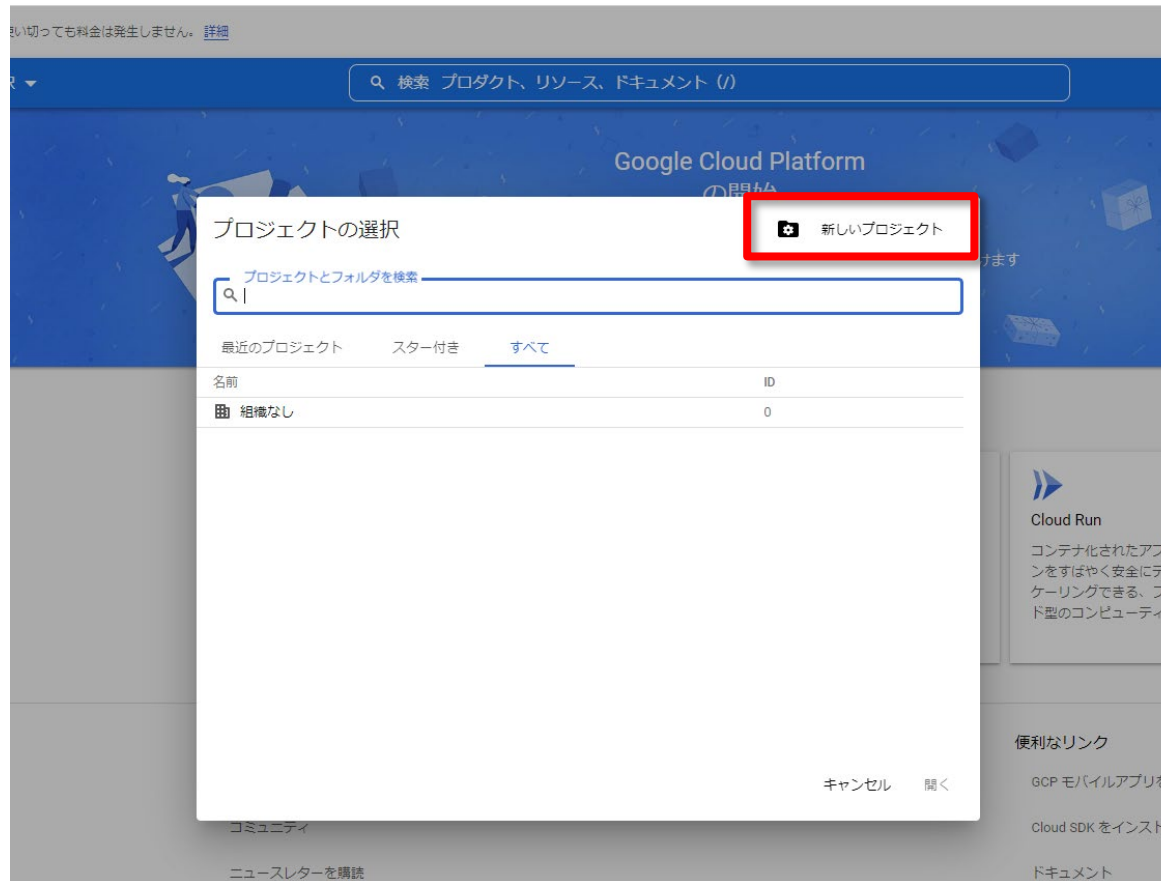 い切っても料金は発生しません。 詳細
検索 プロダクト、リソース、ドキュメント (/)
Google Cloud Platform
の開始
プロジェクトの選択
新しいプロジェクト
けます
プロジェクトとフォルダを検索
最近のプロジェクト スター付き すべて
名前 ID
組織なし 0
Cloud Run
コンテナ化されたアプ
ンをすばやく安全にデ
ケーリングできる、フ
ド型のコンピューティ
便利なリンク
キャンセル 開く
GCP モバイルアプリを
コミュニティ
Cloud SDK をインスト
ニュースレターを購読
ドキュメント